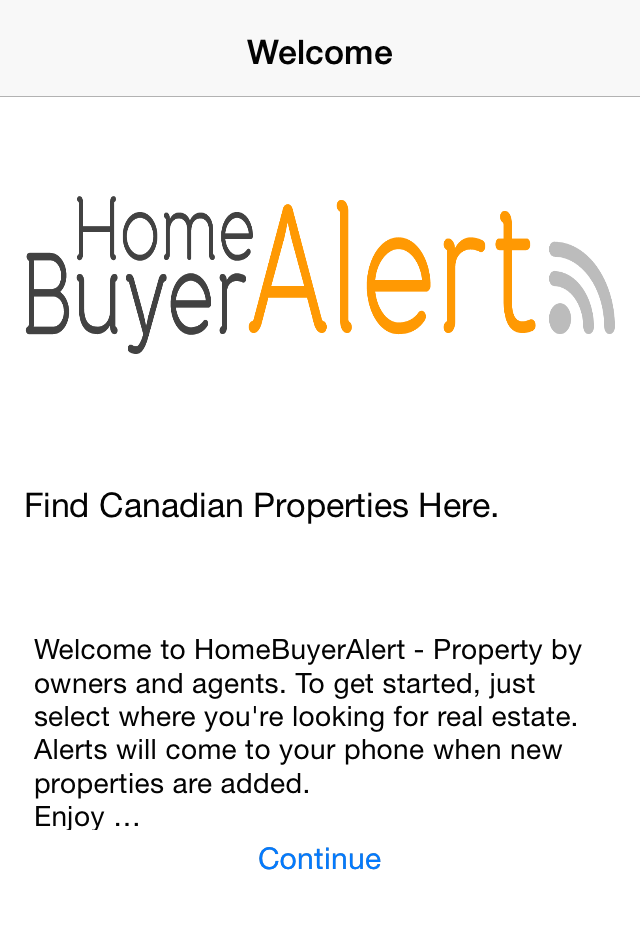 Welcome
Home
BuyerAlert
Find Canadian Properties Here.
Welcome to HomeBuyerAlert - Property by
owners and agents. To get started, just
select where you're looking for real estate.
Alerts will come to your phone when new
properties are added.
Enjoy …
Continue